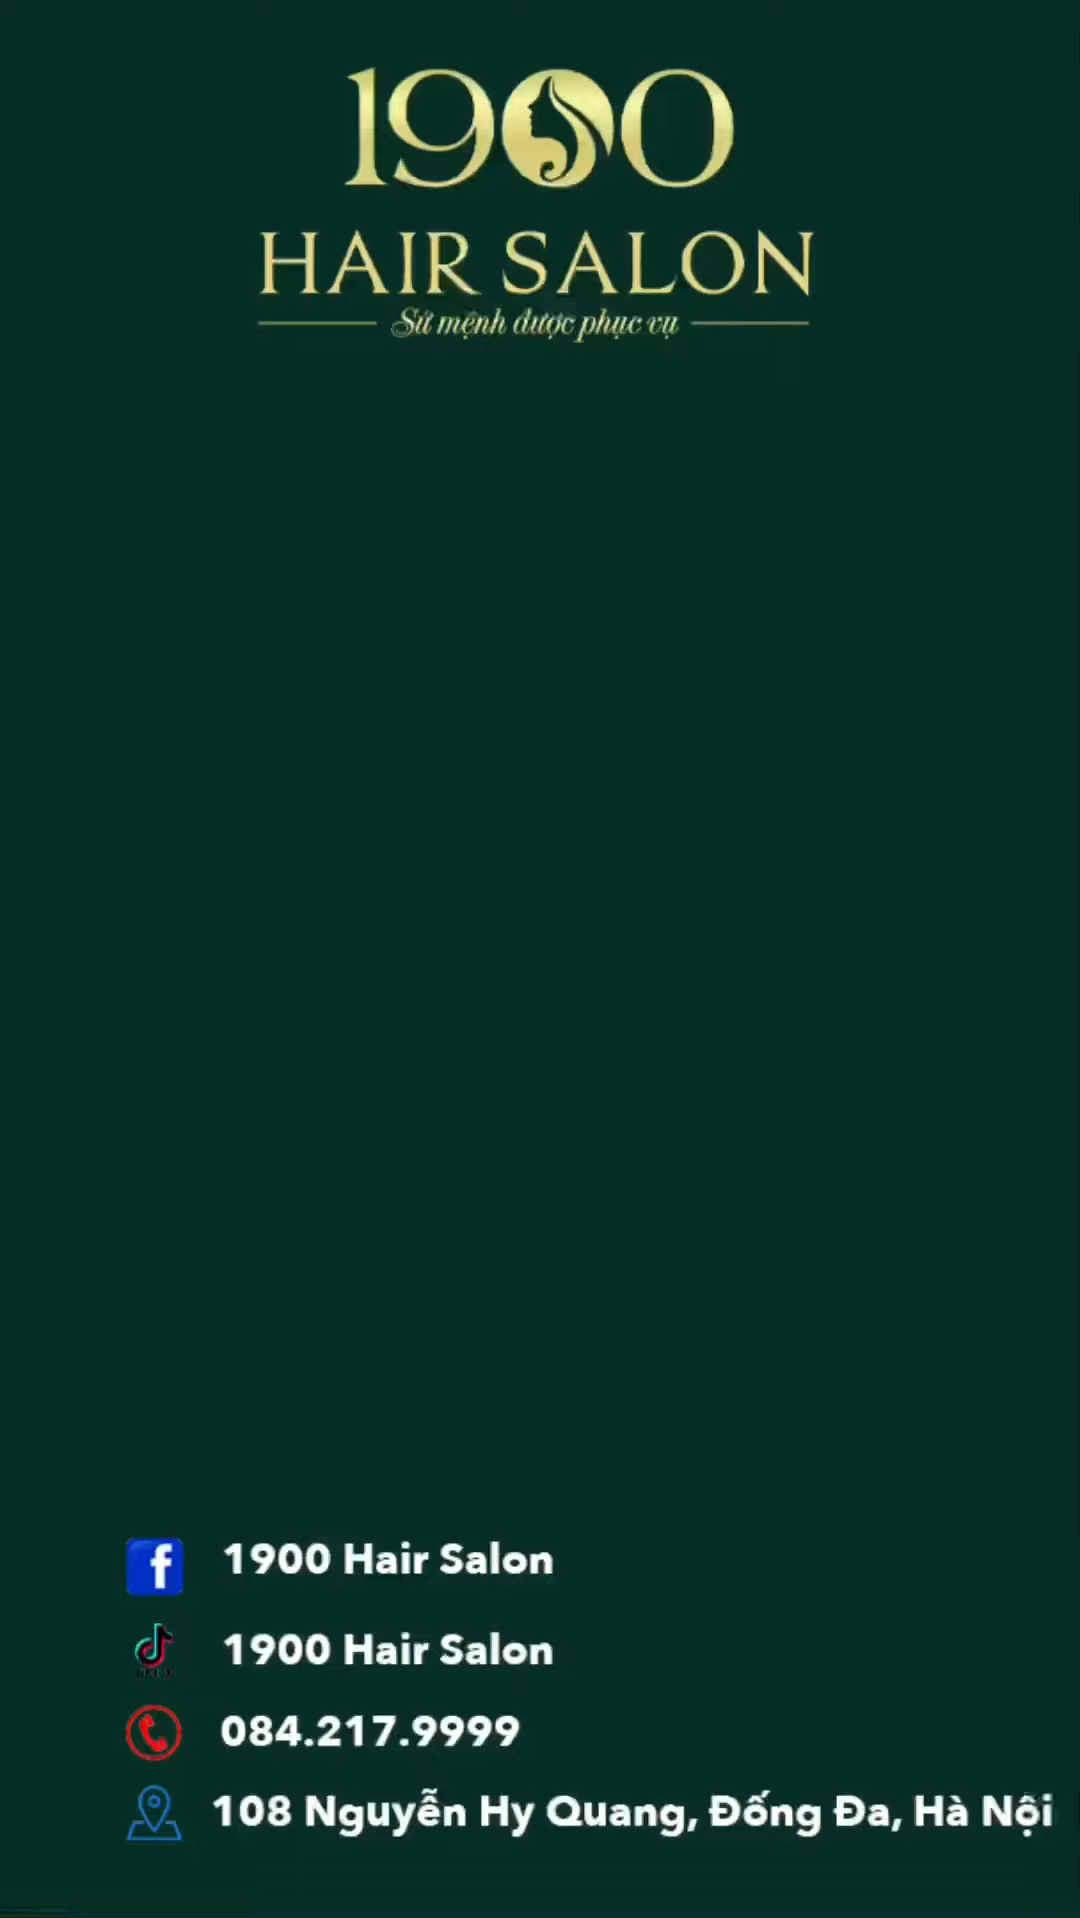 1900
HAIR SALON
Sứ mệnh được phục vụ
1900 Hair Salon
1900 Hair Salon
084.217.9999
108 Nguyễn Hy Quang, Đống Đa, Hà Nội